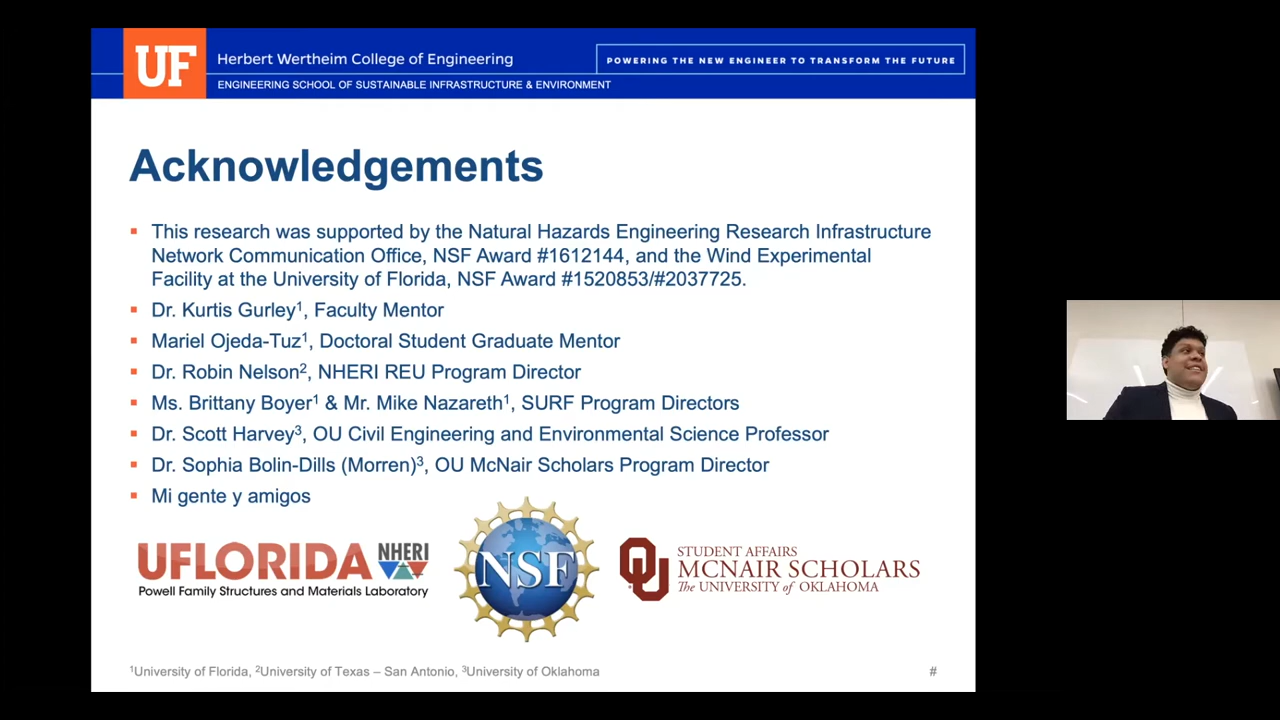 UF
Herbert Wertheim College of Engineering
POWERING THE NEW ENGINEER TO TRANSFORM THE FUTURE
ENGINEERING SCHOOL OF SUSTAINABLE INFRASTRUCTURE & ENVIRONMENT
Acknowledgements
▪ This research was supported by the Natural Hazards Engineering Research Infrastructure
Network Communication Office, NSF Award #1612144, and the Wind Experimental
Facility at the University of Florida, NSF Award #1520853/#2037725.
▪ Dr. Kurtis Gurley¹, Faculty Mentor
▪ Mariel Ojeda-Tuz¹, Doctoral Student Graduate Mentor
▪ Dr. Robin Nelson², NHERI REU Program Director
▪ Ms. Brittany Boyer¹ & Mr. Mike Nazareth¹, SURF Program Directors
▪ Dr. Scott Harvey³, OU Civil Engineering and Environmental Science Professor
▪ Dr. Sophia Bolin-Dills (Morren)³, OU McNair Scholars Program Director
▪ Mi gente y amigos
UFLORIDA NHERI
Powell Family Structures and Materials Laboratory
NSF
OU
STUDENT AFFAIRS
MCNAIR SCHOLARS
The UNIVERSITY of OKLAHOMA
¹University of Florida, ²University of Texas – San Antonio, ³University of Oklahoma
#